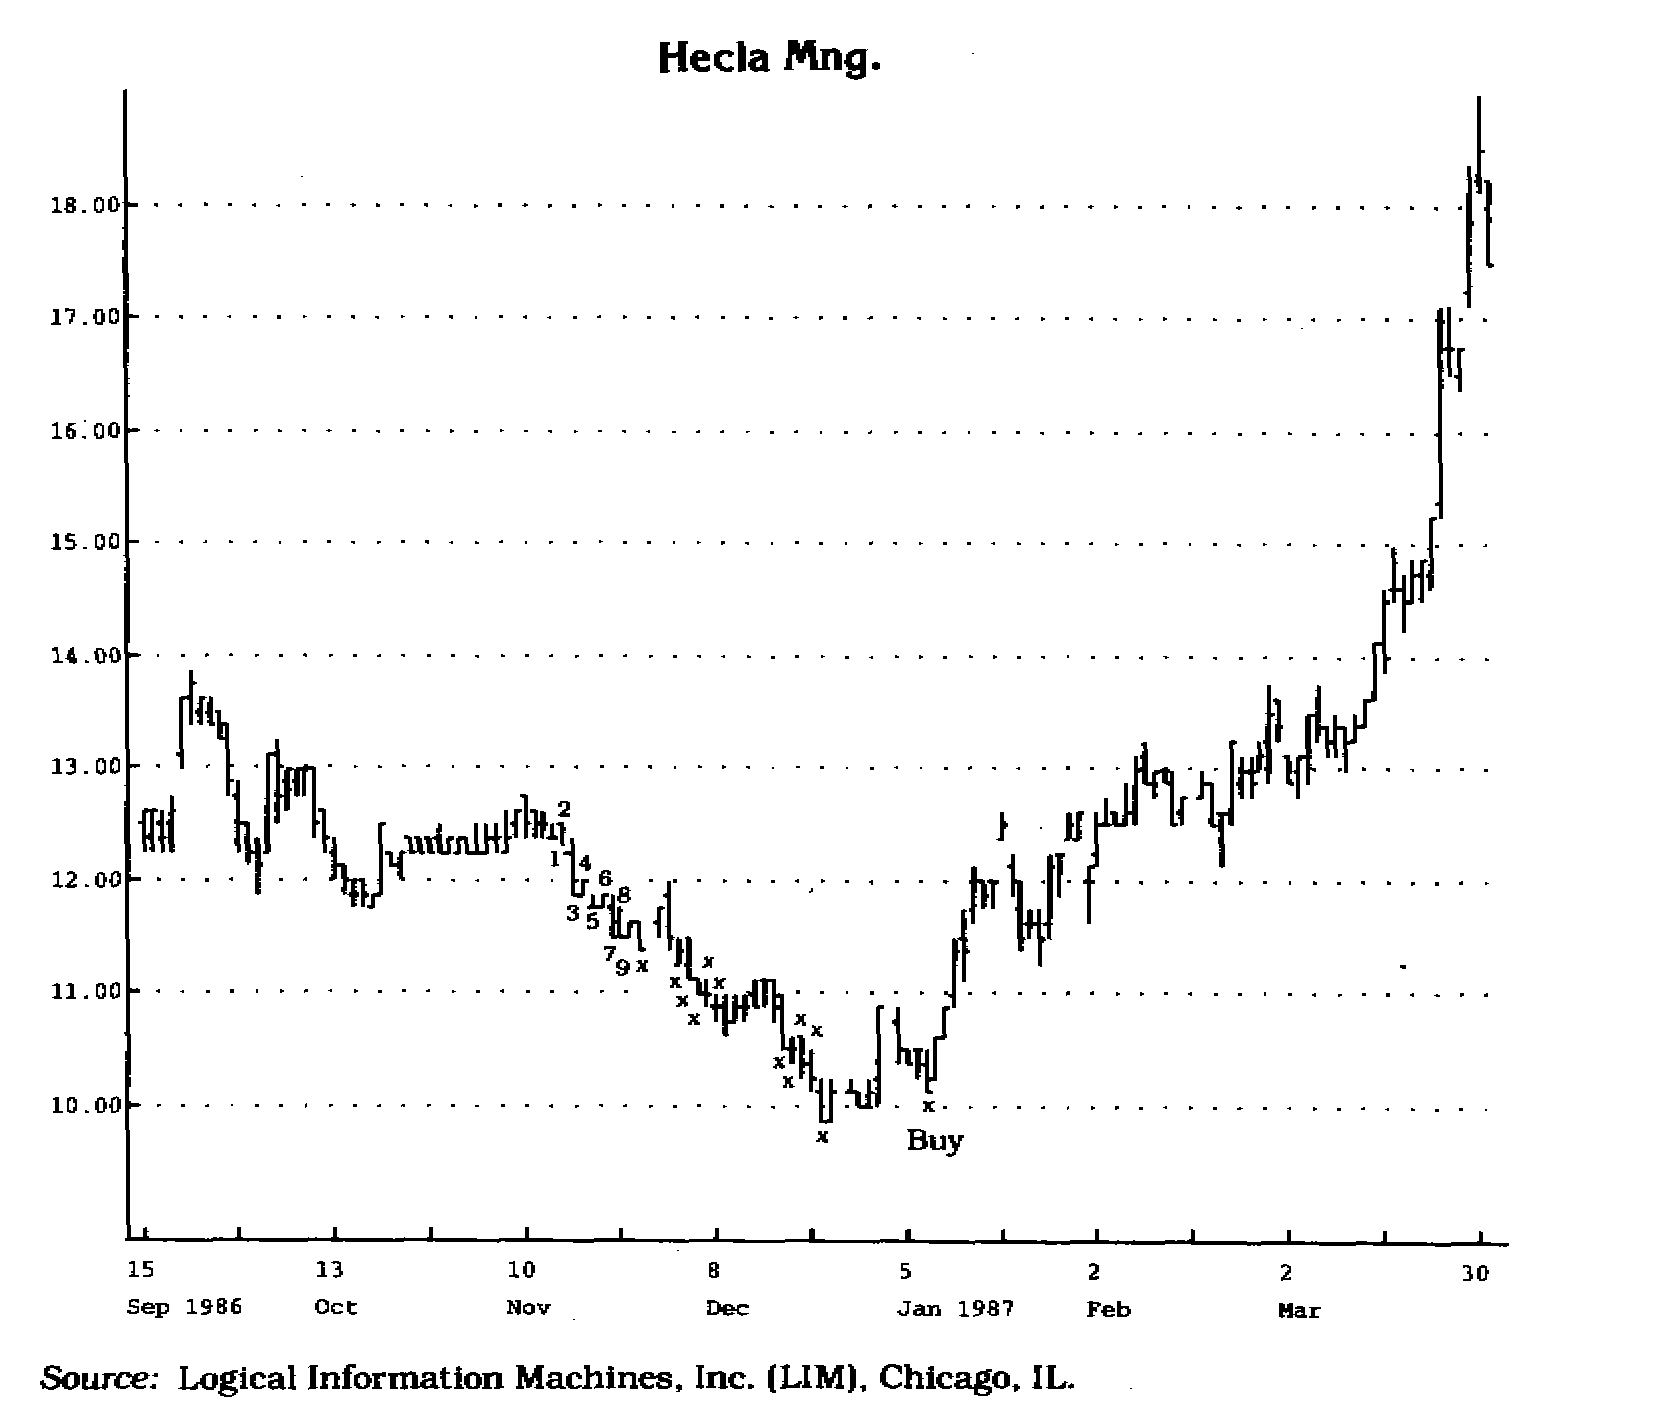 Hecla Mng.
18.00
17.00
16.00
15.00
14.00
13.00
12.00
11.00
10.00
2
1
4
3
6
5
8
7
9
x
x
x
x
x
x
x
x
x
x
x
x
Buy
15 13 10 8 5 2 2 30
Sep 1986 Oct Nov Dec Jan 1987 Feb Mar
Source: Logical Information Machines, Inc. (LIM), Chicago, IL.